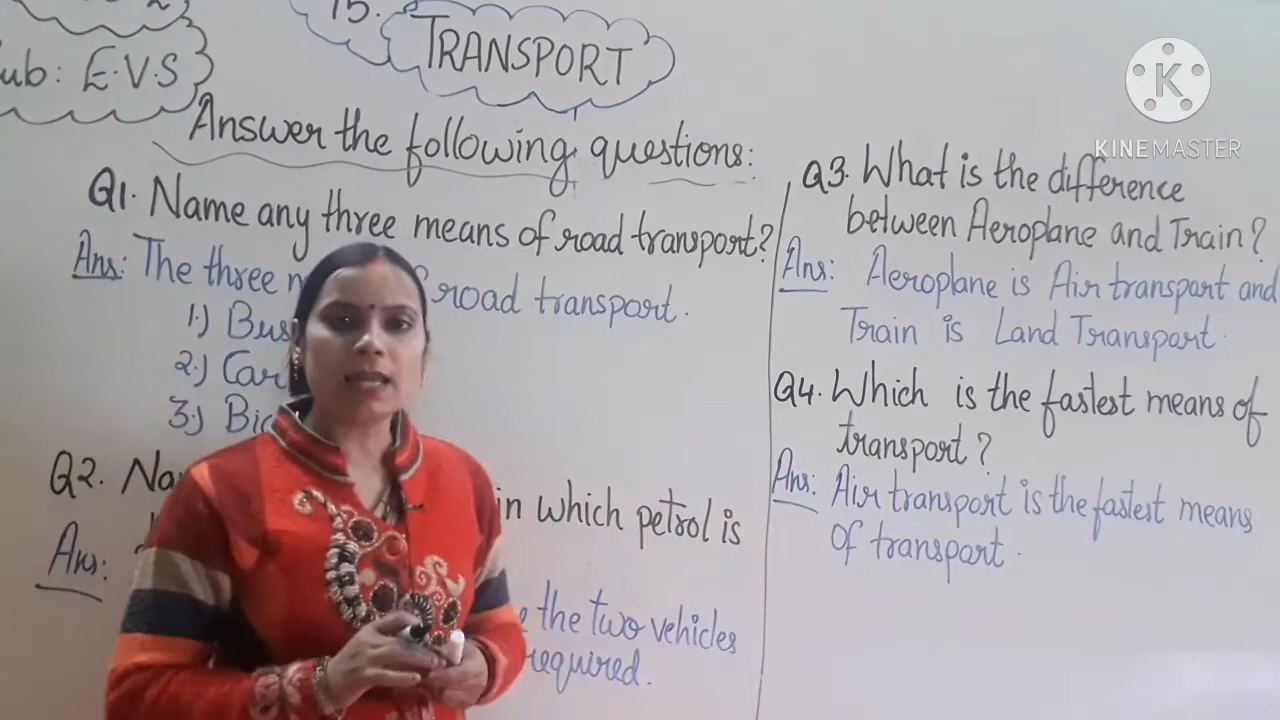 15.
TRANSPORT
Sub: E.V.S
Answer the following questions:
Q1. Name any three means of road transport?
Ans: The three road transport.
1.) Bus
2.) Car
3.)
Q2. in which petrol is
Ans: the two vehicles
required.
Q3. What is the difference
between Aeroplane and Train?
Ans: Aeroplane is Air transport and
Train is Land Transport.
Q4. Which is the fastest means of
transport?
Ans: Air transport is the fastest means
of transport.
K
KINEMASTER